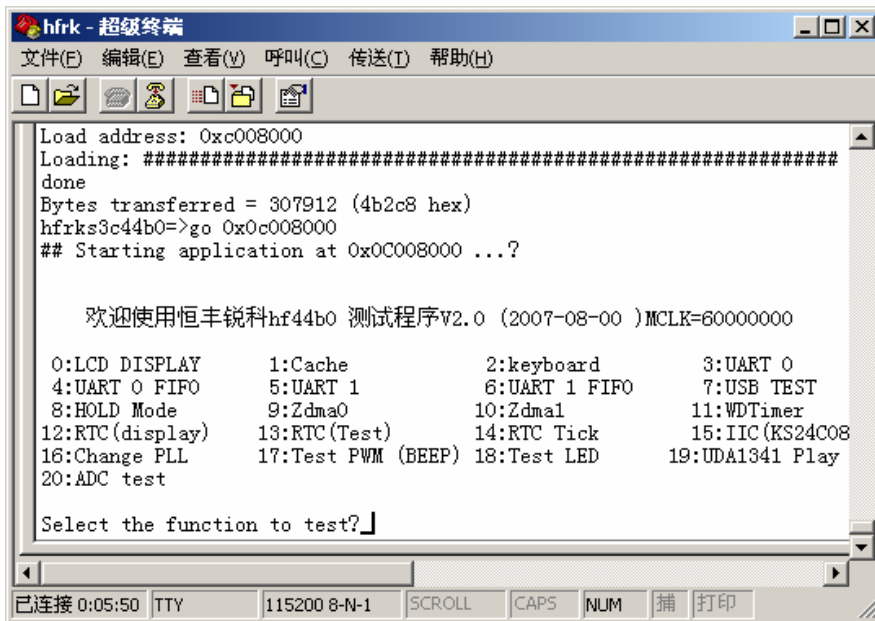 hfrk - 超级终端
文件(F) 编辑(E) 查看(V) 呼叫(C) 传送(T) 帮助(H)
Load address: 0xc008000
Loading: #############################################################
done
Bytes transferred = 307912 (4b2c8 hex)
hfrks3c44b0=>go 0x0c008000
## Starting application at 0x0C008000 ...?
欢迎使用恒丰锐科hf44b0 测试程序V2.0 (2007-08-00 )MCLK=60000000
0:LCD DISPLAY 1:Cache 2:keyboard 3:UART 0
4:UART 0 FIFO 5:UART 1 6:UART 1 FIFO 7:USB TEST
8:HOLD Mode 9:Zdma0 10:Zdma1 11:WDTimer
12:RTC(display) 13:RTC(Test) 14:RTC Tick 15:IIC(KS24C08
16:Change PLL 17:Test PWM (BEEP) 18:Test LED 19:UDA1341 Play
20:ADC test
Select the function to test?
已连接 0:05:50 TTY 115200 8-N-1 SCROLL CAPS NUM 捕 打印